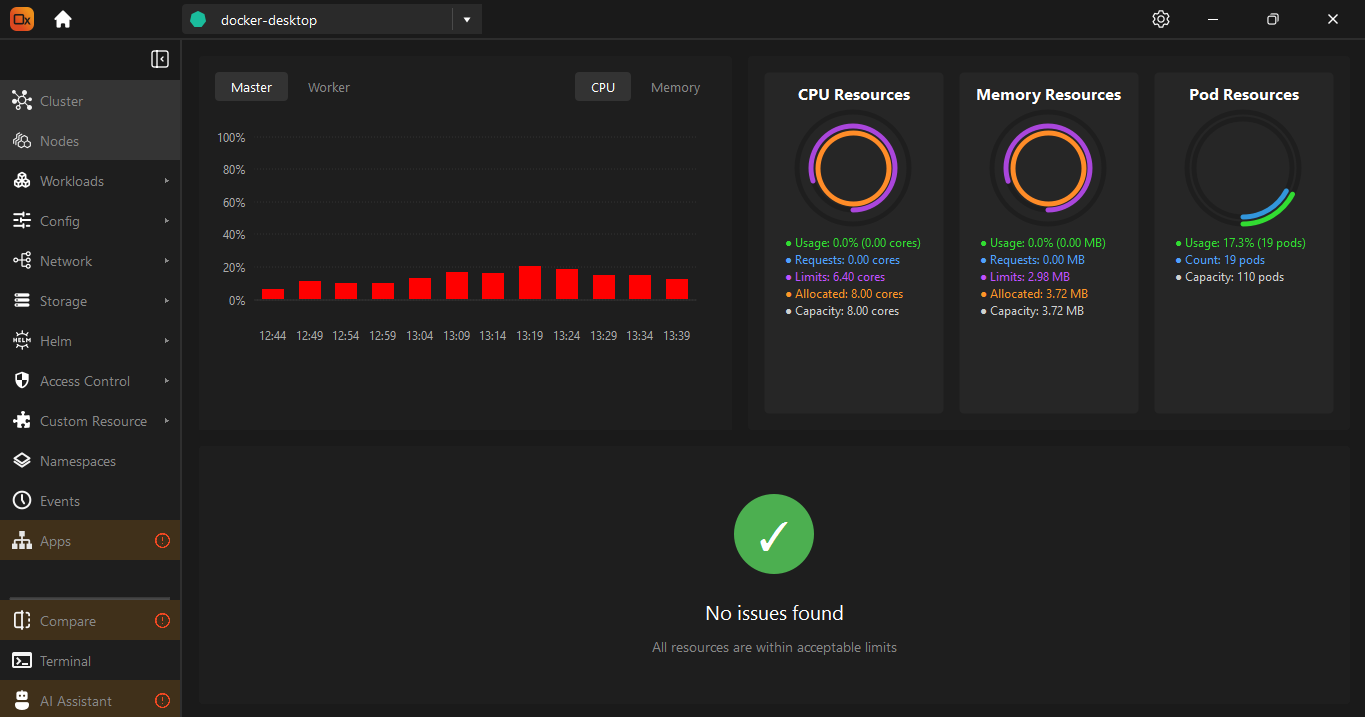 Ox
docker-desktop
Cluster
Nodes
Workloads
Config
Network
Storage
Helm
Access Control
Custom Resource
Namespaces
Events
Apps
Compare
Terminal
AI Assistant
Master Worker CPU Memory
100%
80%
60%
40%
20%
0%
12:44 12:49 12:54 12:59 13:04 13:09 13:14 13:19 13:24 13:29 13:34 13:39
CPU Resources
Usage: 0.0% (0.00 cores)
Requests: 0.00 cores
Limits: 6.40 cores
Allocated: 8.00 cores
Capacity: 8.00 cores
Memory Resources
Usage: 0.0% (0.00 MB)
Requests: 0.00 MB
Limits: 2.98 MB
Allocated: 3.72 MB
Capacity: 3.72 MB
Pod Resources
Usage: 17.3% (19 pods)
Count: 19 pods
Capacity: 110 pods
No issues found
All resources are within acceptable limits